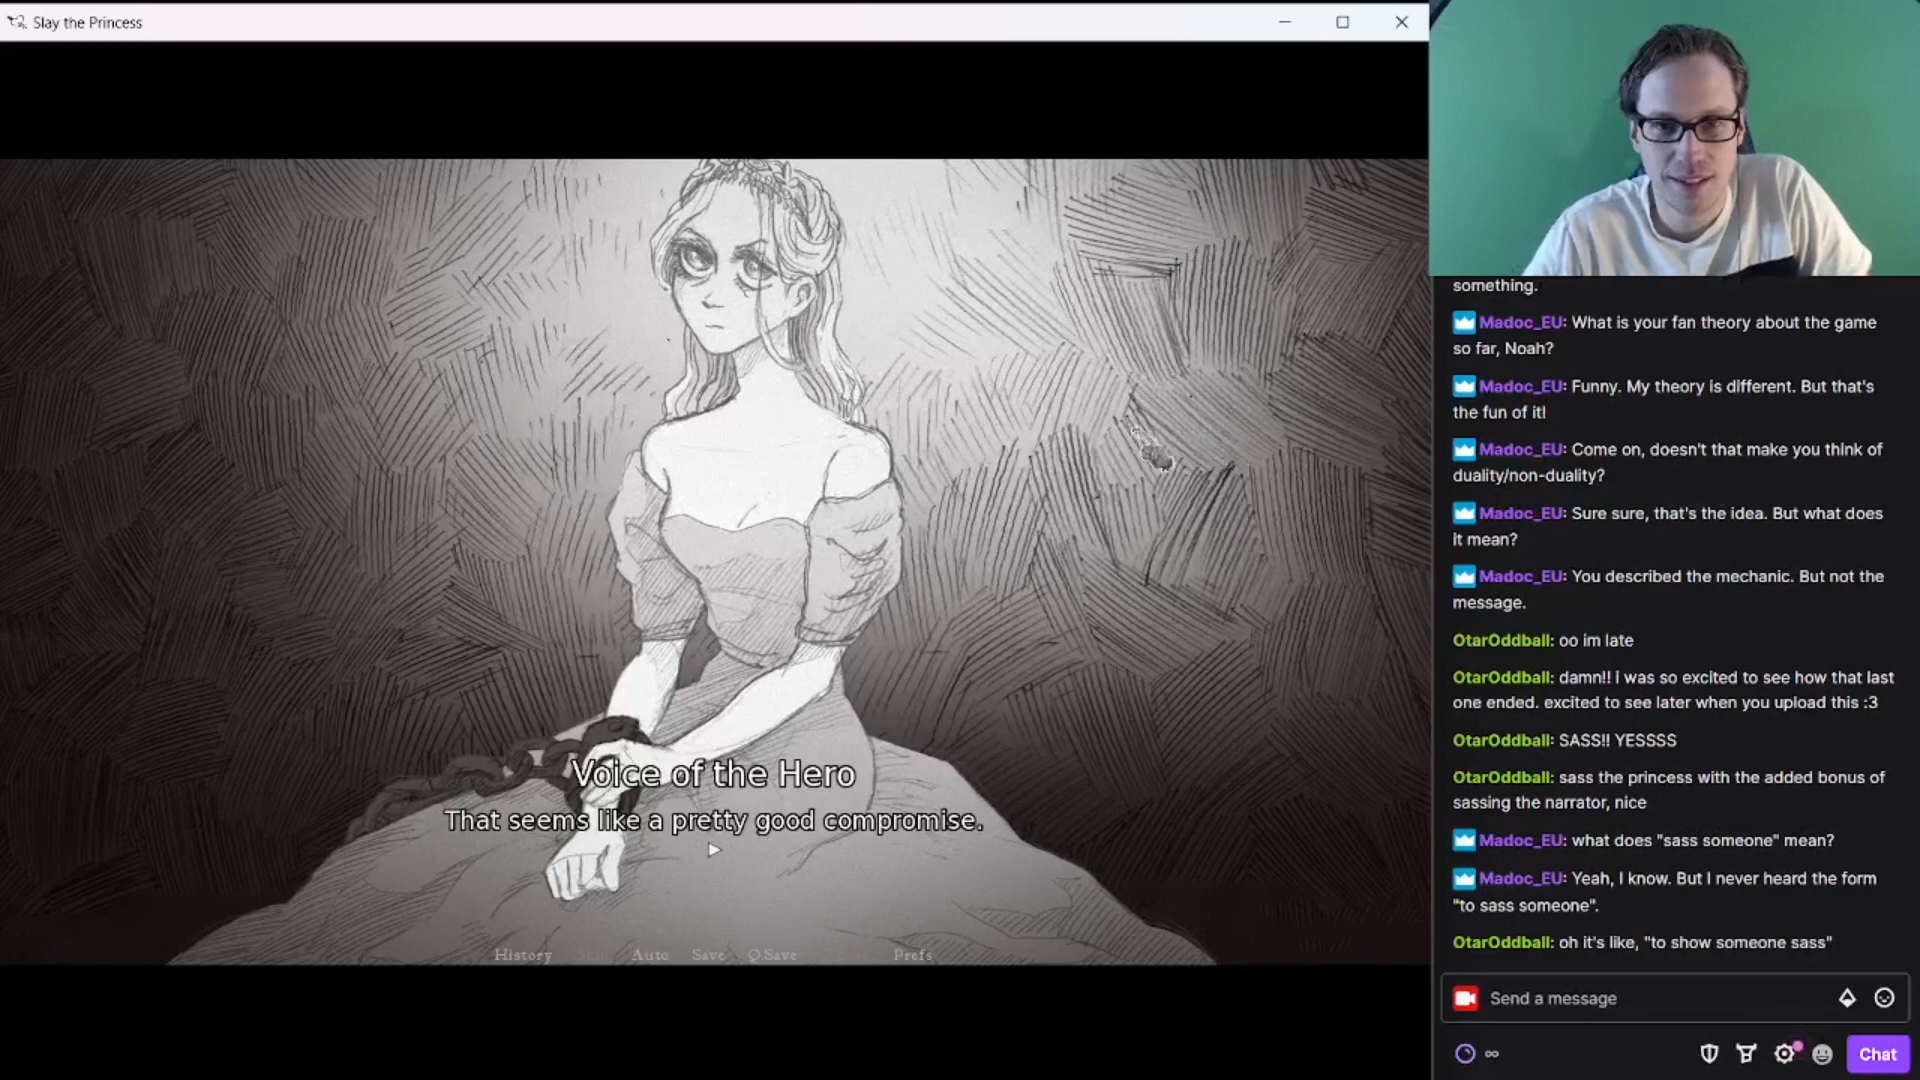 Slay the Princess
Voice of the Hero
That seems like a pretty good compromise.
History
Auto
Save
Q.Save
Prefs
something.
Madoc_EU: What is your fan theory about the game
so far, Noah?
Madoc_EU: Funny. My theory is different. But that's
the fun of it!
Madoc_EU: Come on, doesn't that make you think of
duality/non-duality?
Madoc_EU: Sure sure, that's the idea. But what does
it mean?
Madoc_EU: You described the mechanic. But not the
message.
OtarOddball: oo im late
OtarOddball: damn!! i was so excited to see how that last
one ended. excited to see later when you upload this :3
OtarOddball: SASS!! YESSSS
OtarOddball: sass the princess with the added bonus of
sassing the narrator, nice
Madoc_EU: what does "sass someone" mean?
Madoc_EU: Yeah, I know. But I never heard the form
"to sass someone".
OtarOddball: oh it's like, "to show someone sass"
Send a message
∞
Chat